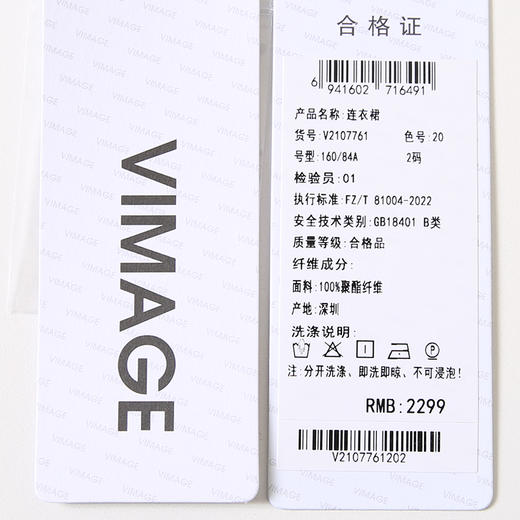 VIMAGE
合格证
6 941602 716491
产品名称:连衣裙
货号:V2107761 色号:20
号型:160/84A 2码
检验员:01
执行标准:FZ/T 81004-2022
安全技术类别:GB18401 B类
质量等级:合格品
纤维成分:
面料:100%聚酯纤维
产地:深圳
洗涤说明:
注:分开洗涤、即洗即晾、不可浸泡!
RMB:2299
V2107761202